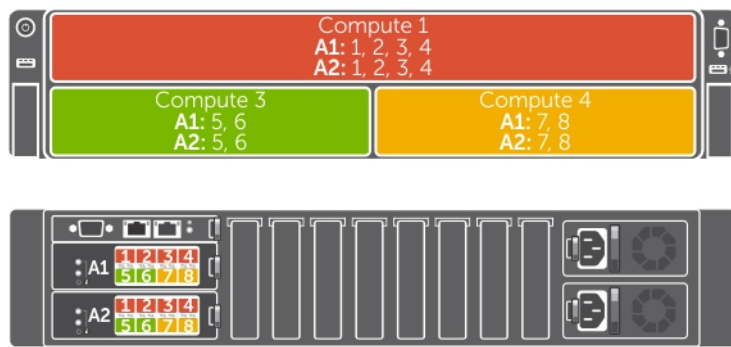 Compute 1
A1: 1, 2, 3, 4
A2: 1, 2, 3, 4
Compute 3
A1: 5, 6
A2: 5, 6
Compute 4
A1: 7, 8
A2: 7, 8
A1
1 2 3 4
5 6 7 8
A2
1 2 3 4
5 6 7 8